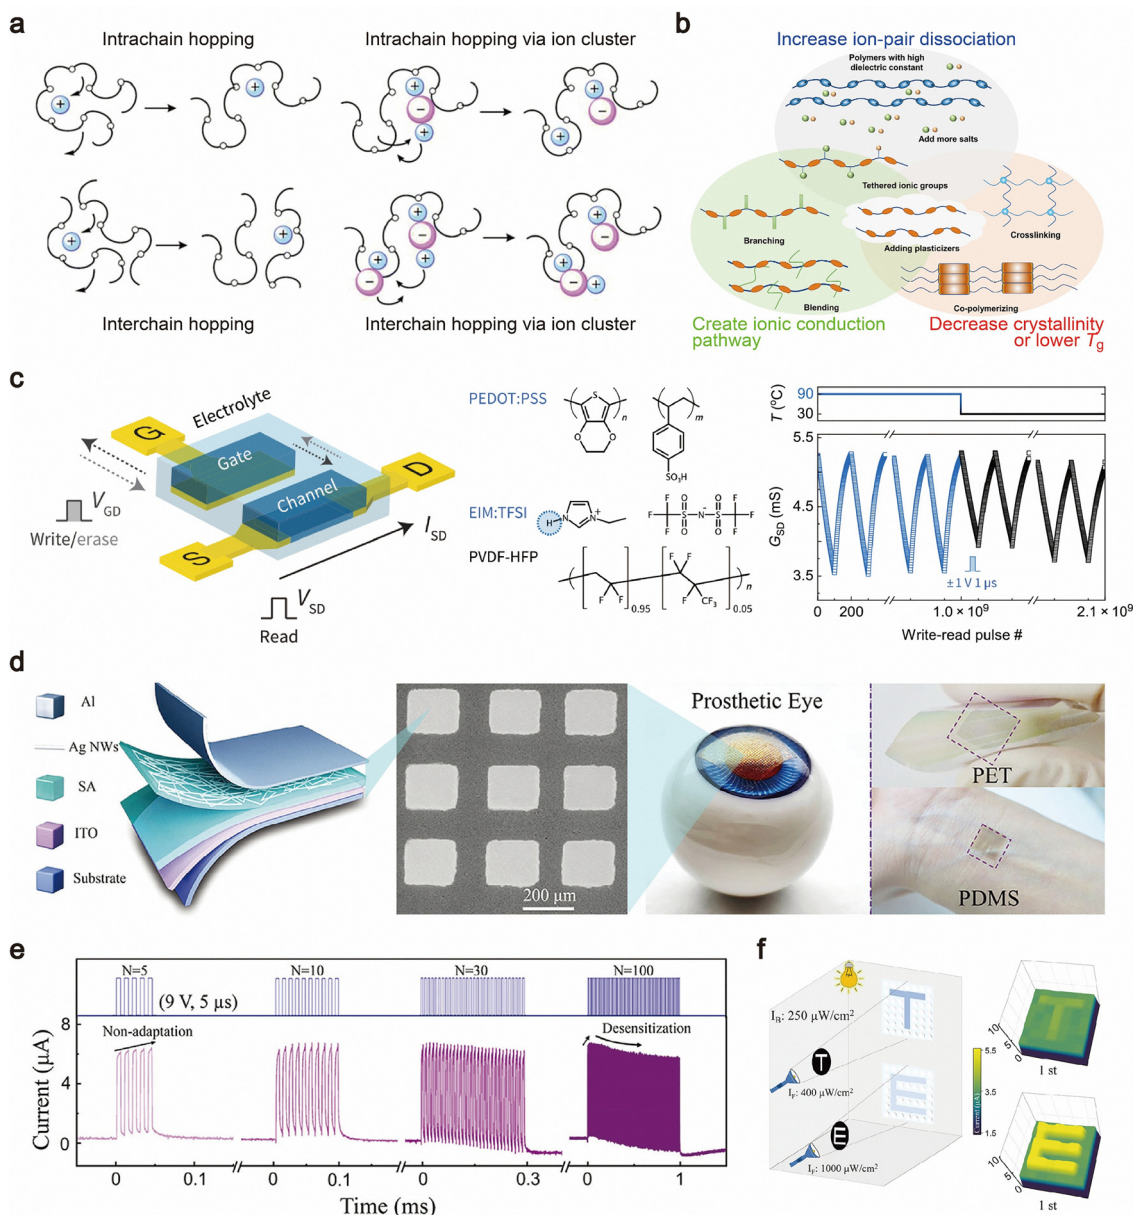 a
Intrachain hopping
Intrachain hopping via ion cluster
+
+
+
−
+
+
−
+
+
+
+
−
+
+
−
+
+
−
+
−
+
Interchain hopping
Interchain hopping via ion cluster
b
Increase ion-pair dissociation
Polymers with high
dielectric constant
Add more salts
Tethered ionic groups
Branching
Adding plasticizers
Crosslinking
Blending
Co-polymerizing
Create ionic conduction
pathway
Decrease crystallinity
or lower Tg
c
Electrolyte
G
Gate
D
Channel
S
VGD
Write/erase
ISD
VSD
Read
PEDOT:PSS
S
n
O
O
m
SO3H
EIM:TFSI
H
N
N+
F
F
F
S
O
O
N-
S
O
O
F
F
F
PVDF-HFP
F
F
0.95
F
F
F
CF3
0.05
n
T (°C)
90
30
GSD (mS)
5.5
4.5
3.5
± 1 V 1 µs
0
200
1.0 × 10⁹
2.1 × 10⁹
Write-read pulse #
d
Al
Ag NWs
SA
ITO
Substrate
200 µm
Prosthetic Eye
PET
PDMS
e
N=5
N=10
N=30
N=100
(9 V, 5 µs)
Non-adaptation
Desensitization
Current (µA)
8
4
0
0
0.1
0
0.1
0
0.3
0
1
Time (ms)
f
IB: 250 µW/cm²
T
T
IF: 400 µW/cm²
E
E
IF: 1000 µW/cm²
T
10
5
0
1 st
5.5
3.5
1.5
Current (µA)
E
10
5
0
1 st